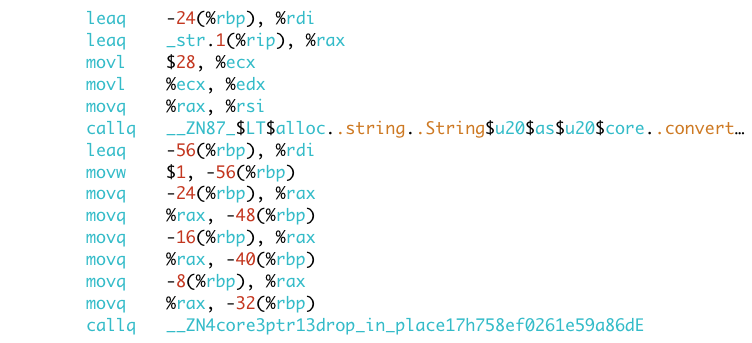 leaq -24(%rbp), %rdi
leaq _str.1(%rip), %rax
movl $28, %ecx
movl %ecx, %edx
movq %rax, %rsi
callq __ZN87_$LT$alloc..string..String$u20$as$u20$core..convert…
leaq -56(%rbp), %rdi
movw $1, -56(%rbp)
movq -24(%rbp), %rax
movq %rax, -48(%rbp)
movq -16(%rbp), %rax
movq %rax, -40(%rbp)
movq -8(%rbp), %rax
movq %rax, -32(%rbp)
callq __ZN4core3ptr13drop_in_place17h758ef0261e59a86dE